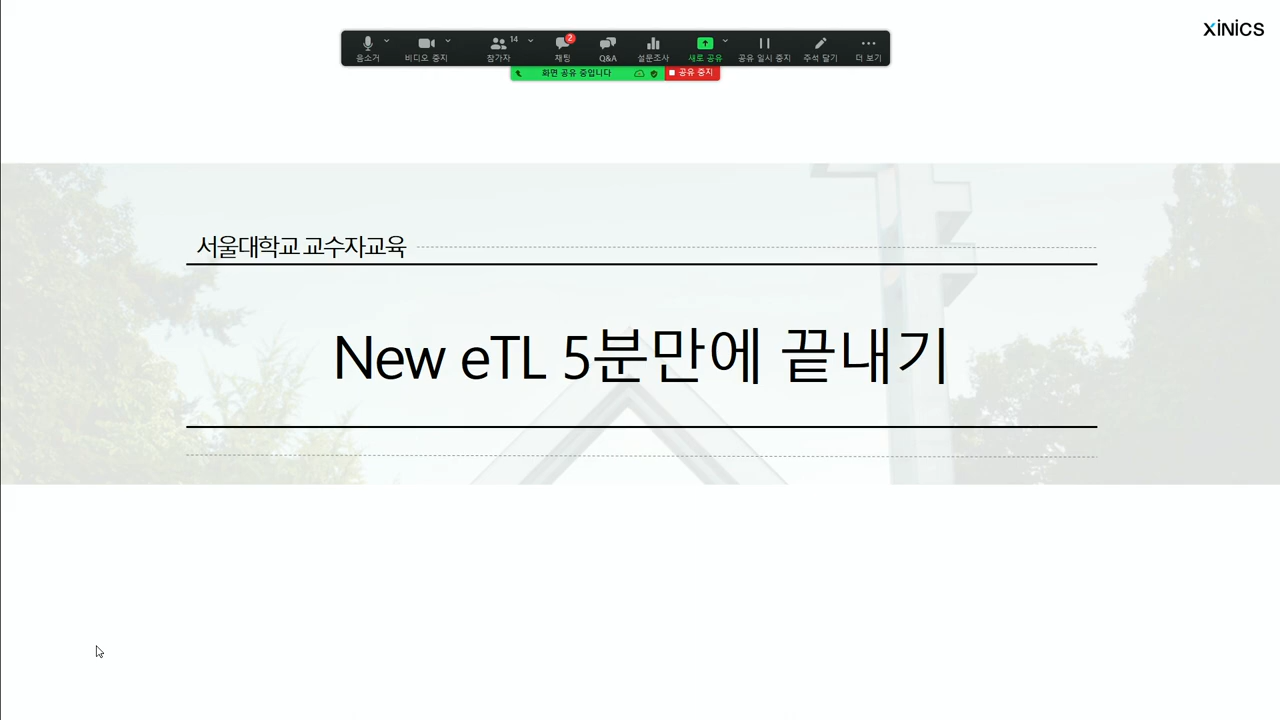 XINICS
14
2
음소거
비디오 중지
참가자
채팅
Q&A
설문조사
새로 공유
공유 일시 중지
주석 달기
더 보기
화면 공유 중입니다
공유 중지
서울대학교 교수자교육
New eTL 5분만에 끝내기